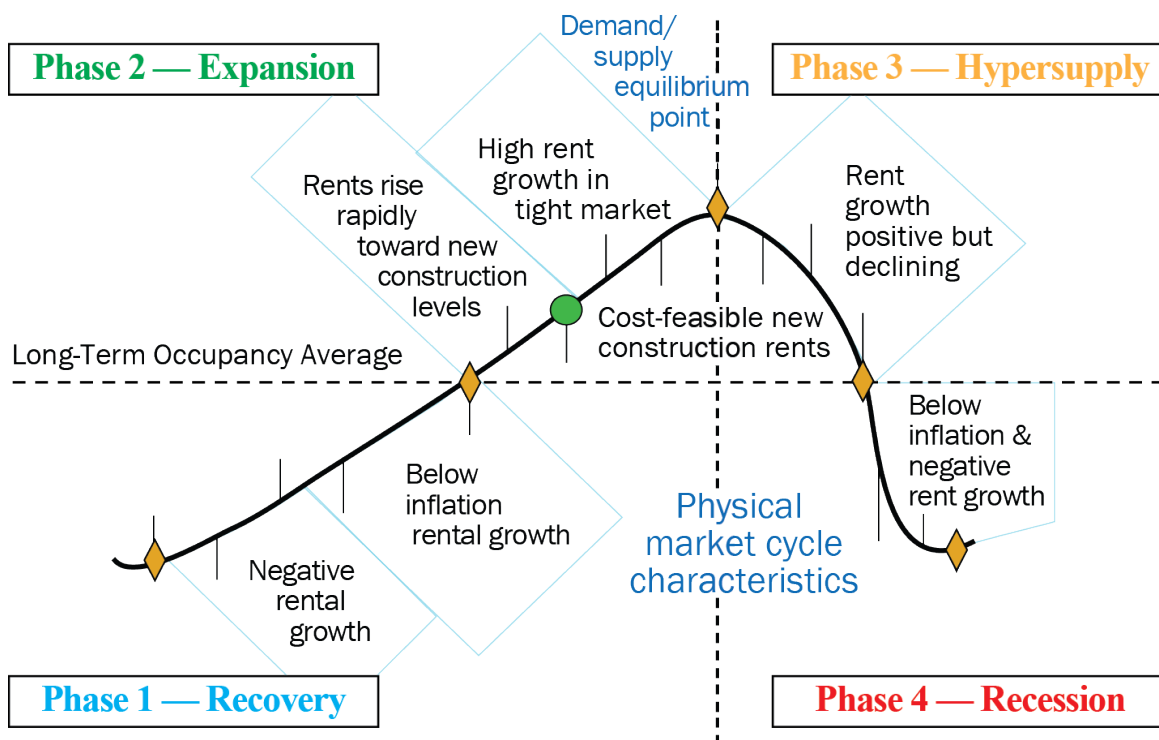 Demand/
supply
equilibrium
point
Phase 2 — Expansion
Phase 3 — Hypersupply
High rent
growth in
tight market
Rents rise
rapidly
toward new
construction
levels
Rent
growth
positive but
declining
Cost-feasible new
construction rents
Long-Term Occupancy Average
Below
inflation &
negative
rent growth
Below
inflation
rental growth
Physical
market cycle
characteristics
Negative
rental
growth
Phase 1 — Recovery
Phase 4 — Recession